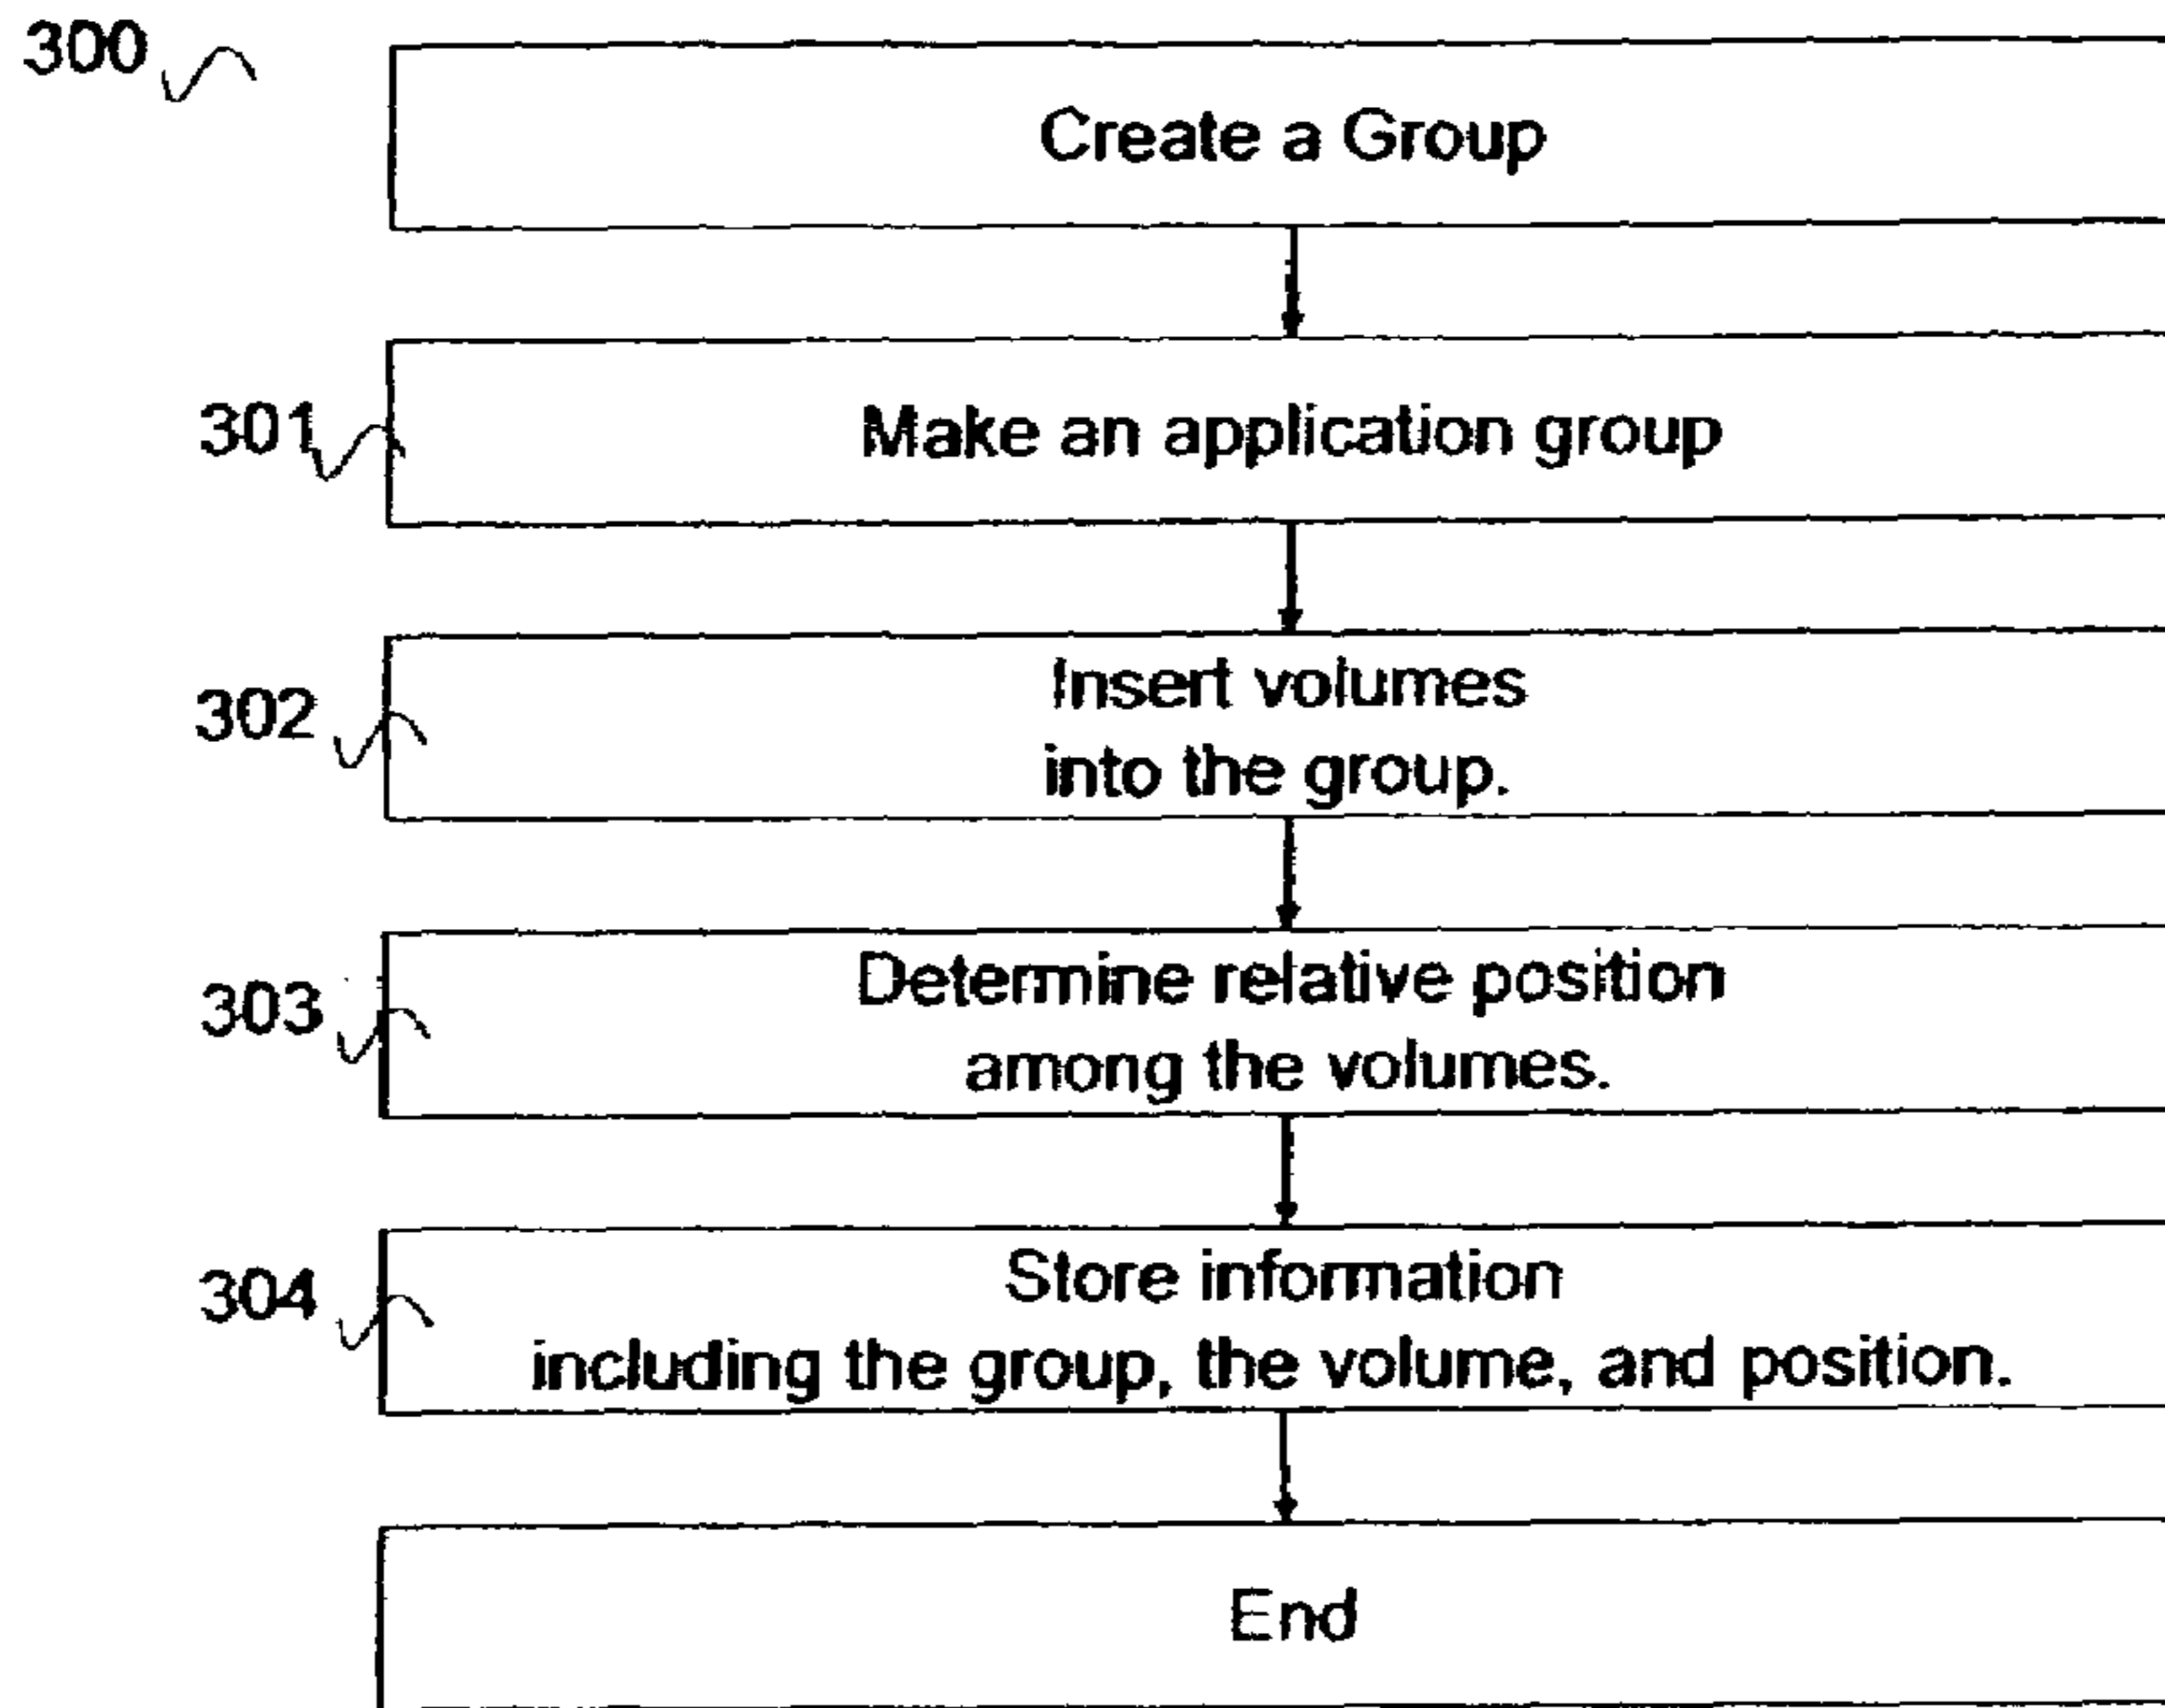 300
Create a Group
301
Make an application group
302
Insert volumes
into the group.
303
Determine relative position
among the volumes.
304
Store information
including the group, the volume, and position.
End